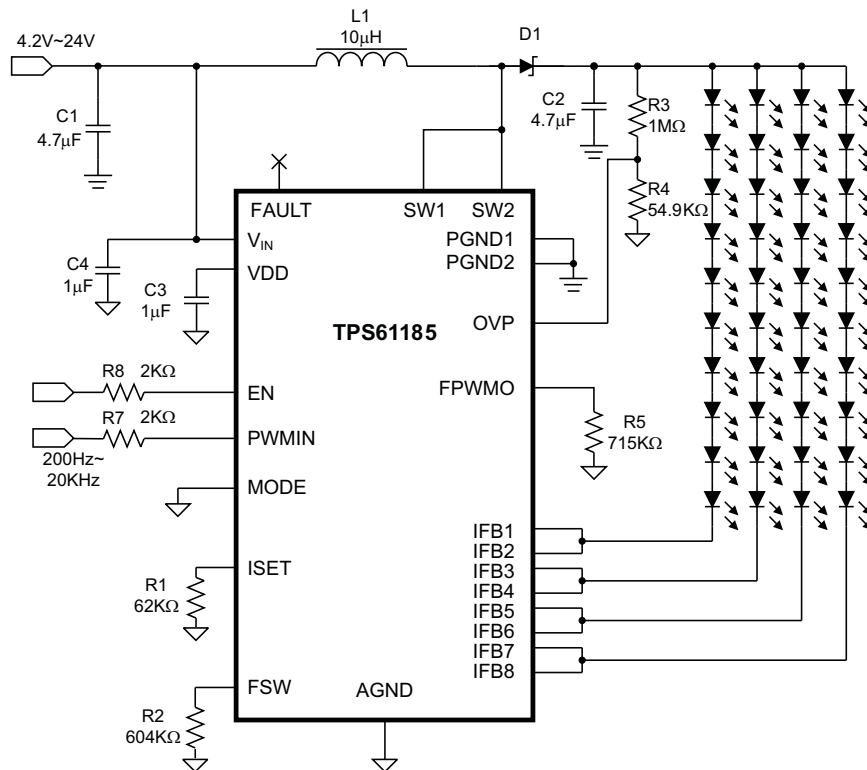 4.2V~24V
L1
10µH
D1
C1
4.7µF
C2
4.7µF
R3
1MΩ
R4
54.9KΩ
FAULT
SW1
SW2
VIN
VDD
PGND1
PGND2
C4
1µF
C3
1µF
TPS61185
OVP
R8 2KΩ
EN
FPWMO
R7 2KΩ
PWMIN
200Hz~
20KHz
R5
715KΩ
MODE
ISET
R1
62KΩ
IFB1
IFB2
IFB3
IFB4
IFB5
IFB6
IFB7
IFB8
FSW
AGND
R2
604KΩ